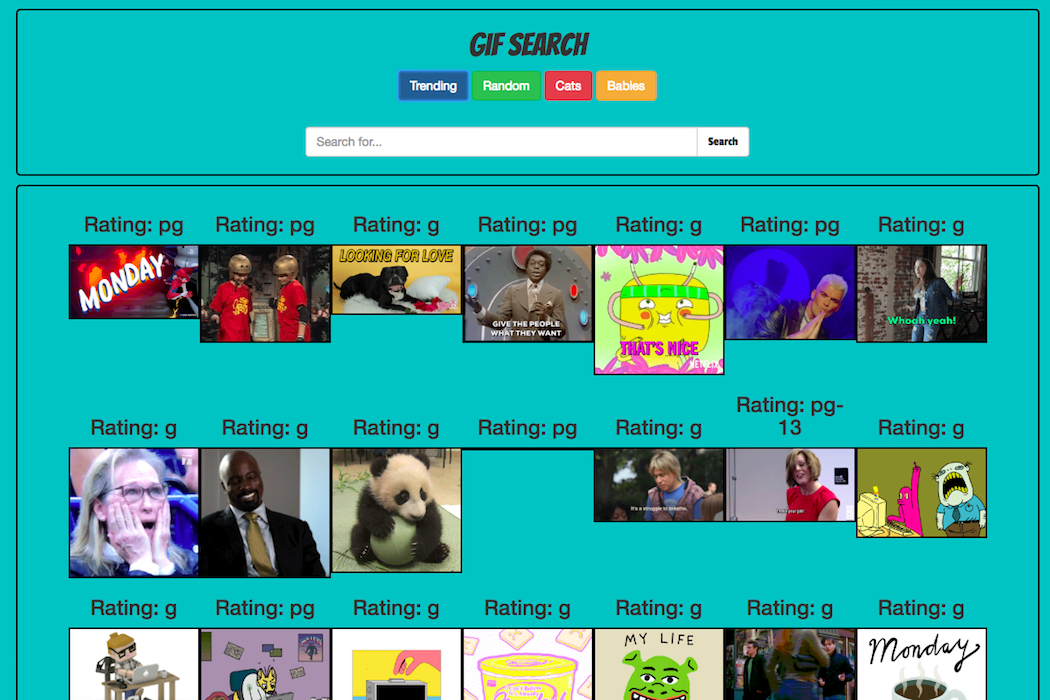 GIF SEARCH
Trending Random Cats Babies
Search for... Search
Rating: pg Rating: pg Rating: g Rating: pg Rating: g Rating: pg Rating: g
MONDAY
LOOKING FOR LOVE
GIVE THE PEOPLE
WHAT THEY WANT
THAT'S NICE
NETFLIX
Whoah yeah!
Rating: g Rating: g Rating: g Rating: pg Rating: g Rating: pg-
13 Rating: g
It's a struggle to breathe,
Rating: g Rating: pg Rating: g Rating: g Rating: g Rating: g Rating: g
MY LIFE
Monday